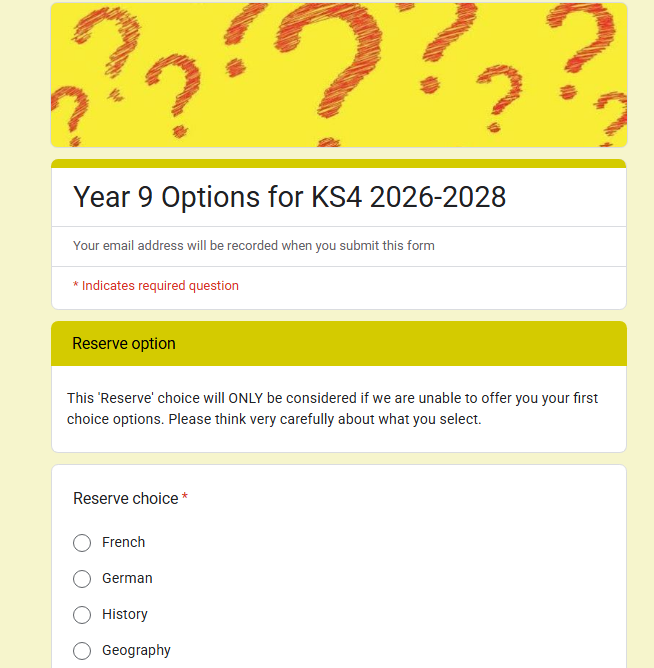 Year 9 Options for KS4 2026-2028
Your email address will be recorded when you submit this form
* Indicates required question
Reserve option
This 'Reserve' choice will ONLY be considered if we are unable to offer you your first
choice options. Please think very carefully about what you select.
Reserve choice *
French
German
History
Geography